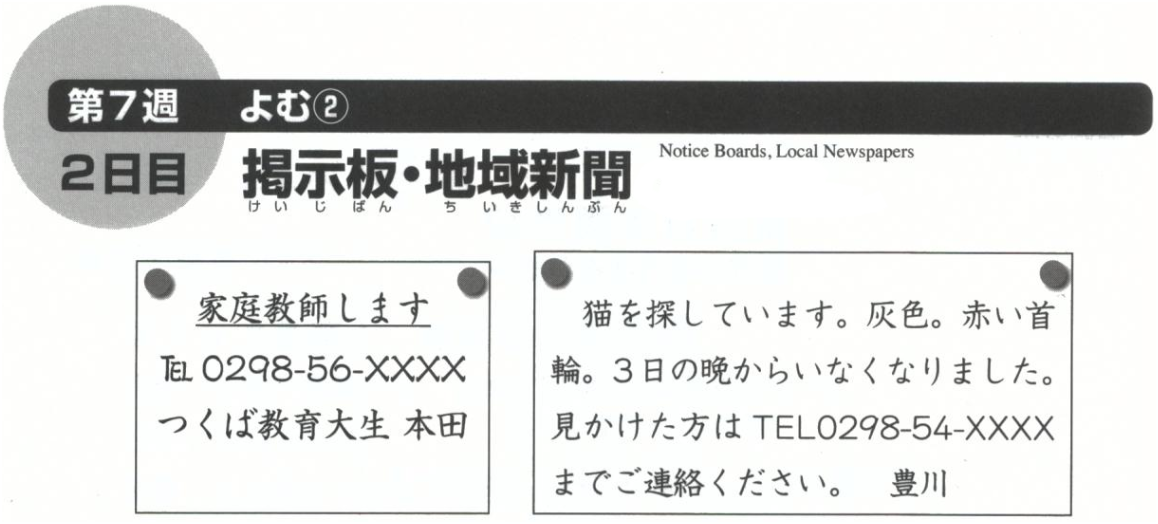 第7週 よむ②
2日目 掲示板・地域新聞
けいじばん ちいきしんぶん
Notice Boards, Local Newspapers
家庭教師します
℡ 0298-56-XXXX
つくば教育大生 本田
猫を探しています。灰色。赤い首
輪。3日の晩からいなくなりました。
見かけた方は TEL0298-54-XXXX
までご連絡ください。 豊川